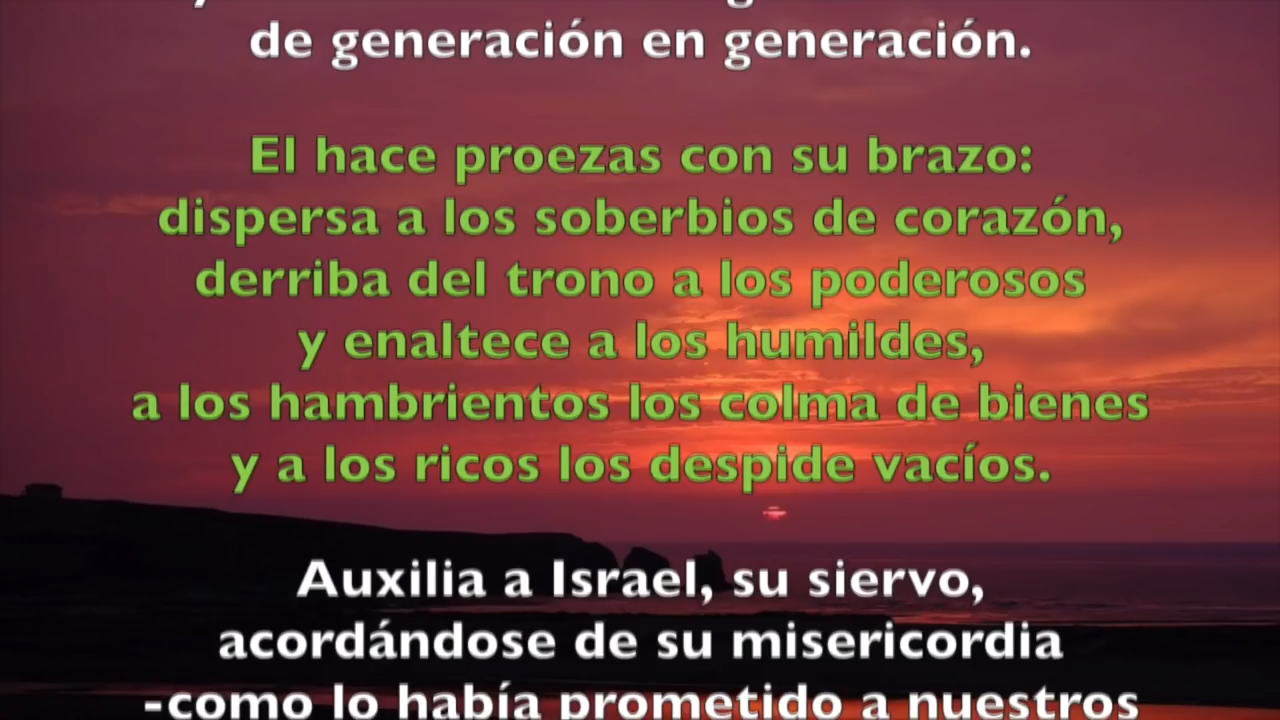 de generación en generación.
El hace proezas con su brazo:
dispersa a los soberbios de corazón,
derriba del trono a los poderosos
y enaltece a los humildes,
a los hambrientos los colma de bienes
y a los ricos los despide vacíos.
Auxilia a Israel, su siervo,
acordándose de su misericordia
-como lo había prometido a nuestros